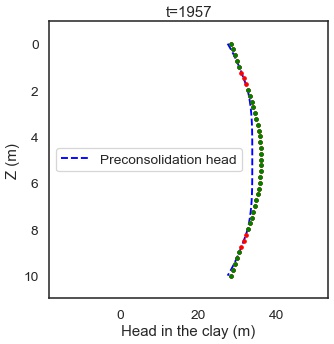 t=1957
0
2
4
6
8
10
Z (m)
Preconsolidation head
0
20
40
Head in the clay (m)